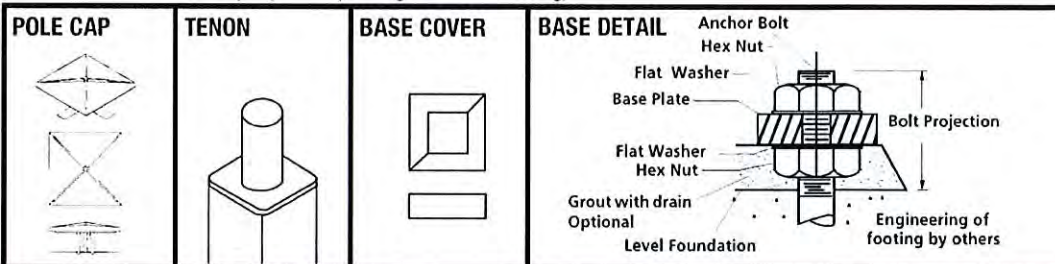 POLE CAP
TENON
BASE COVER
BASE DETAIL
Anchor Bolt
Hex Nut
Flat Washer
Base Plate
Bolt Projection
Flat Washer
Hex Nut
Grout with drain
Optional
Level Foundation
Engineering of
footing by others